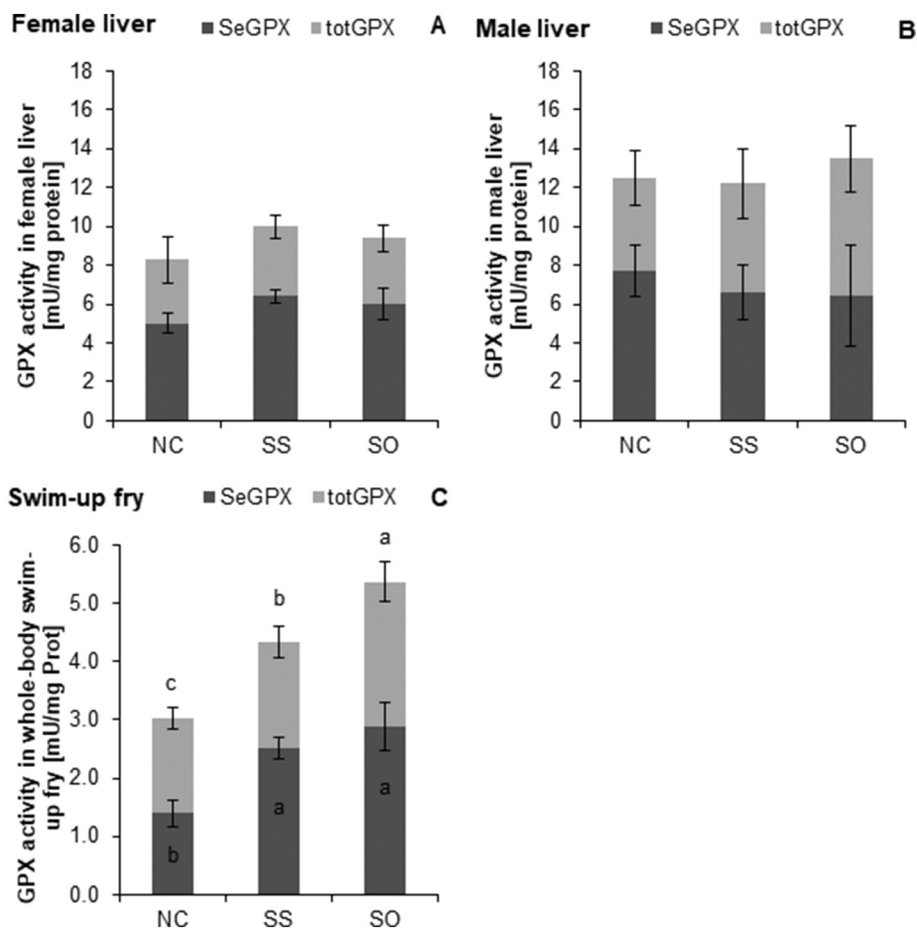 Female liver SeGPX totGPX A
18
16
14
12
10
8
6
4
2
0
GPX activity in female liver
[mU/mg protein]
NC SS SO
Male liver SeGPX totGPX B
18
16
14
12
10
8
6
4
2
0
GPX activity in male liver
[mU/mg protein]
NC SS SO
Swim-up fry SeGPX totGPX C
6.0
5.0
4.0
3.0
2.0
1.0
0.0
GPX activity in whole-body swim-
up fry [mU/mg Prot]
c b a
b a a
NC SS SO